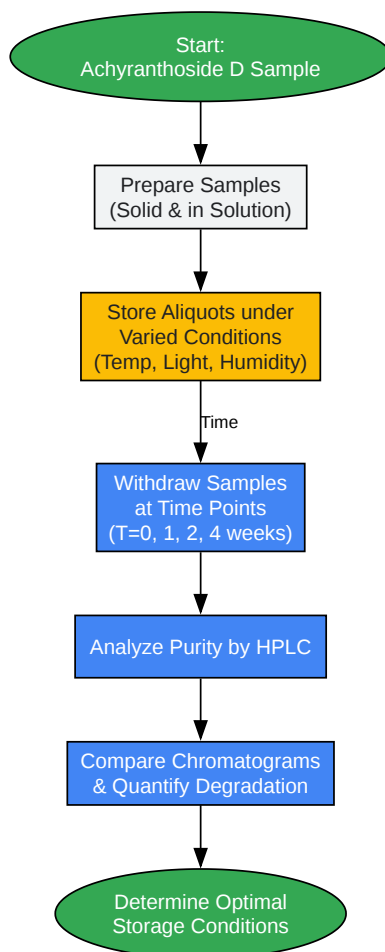 Start:
Achyranthoside D Sample
Prepare Samples
(Solid & in Solution)
Store Aliquots under
Varied Conditions
(Temp, Light, Humidity)
Time
Withdraw Samples
at Time Points
(T=0, 1, 2, 4 weeks)
Analyze Purity by HPLC
Compare Chromatograms
& Quantify Degradation
Determine Optimal
Storage Conditions